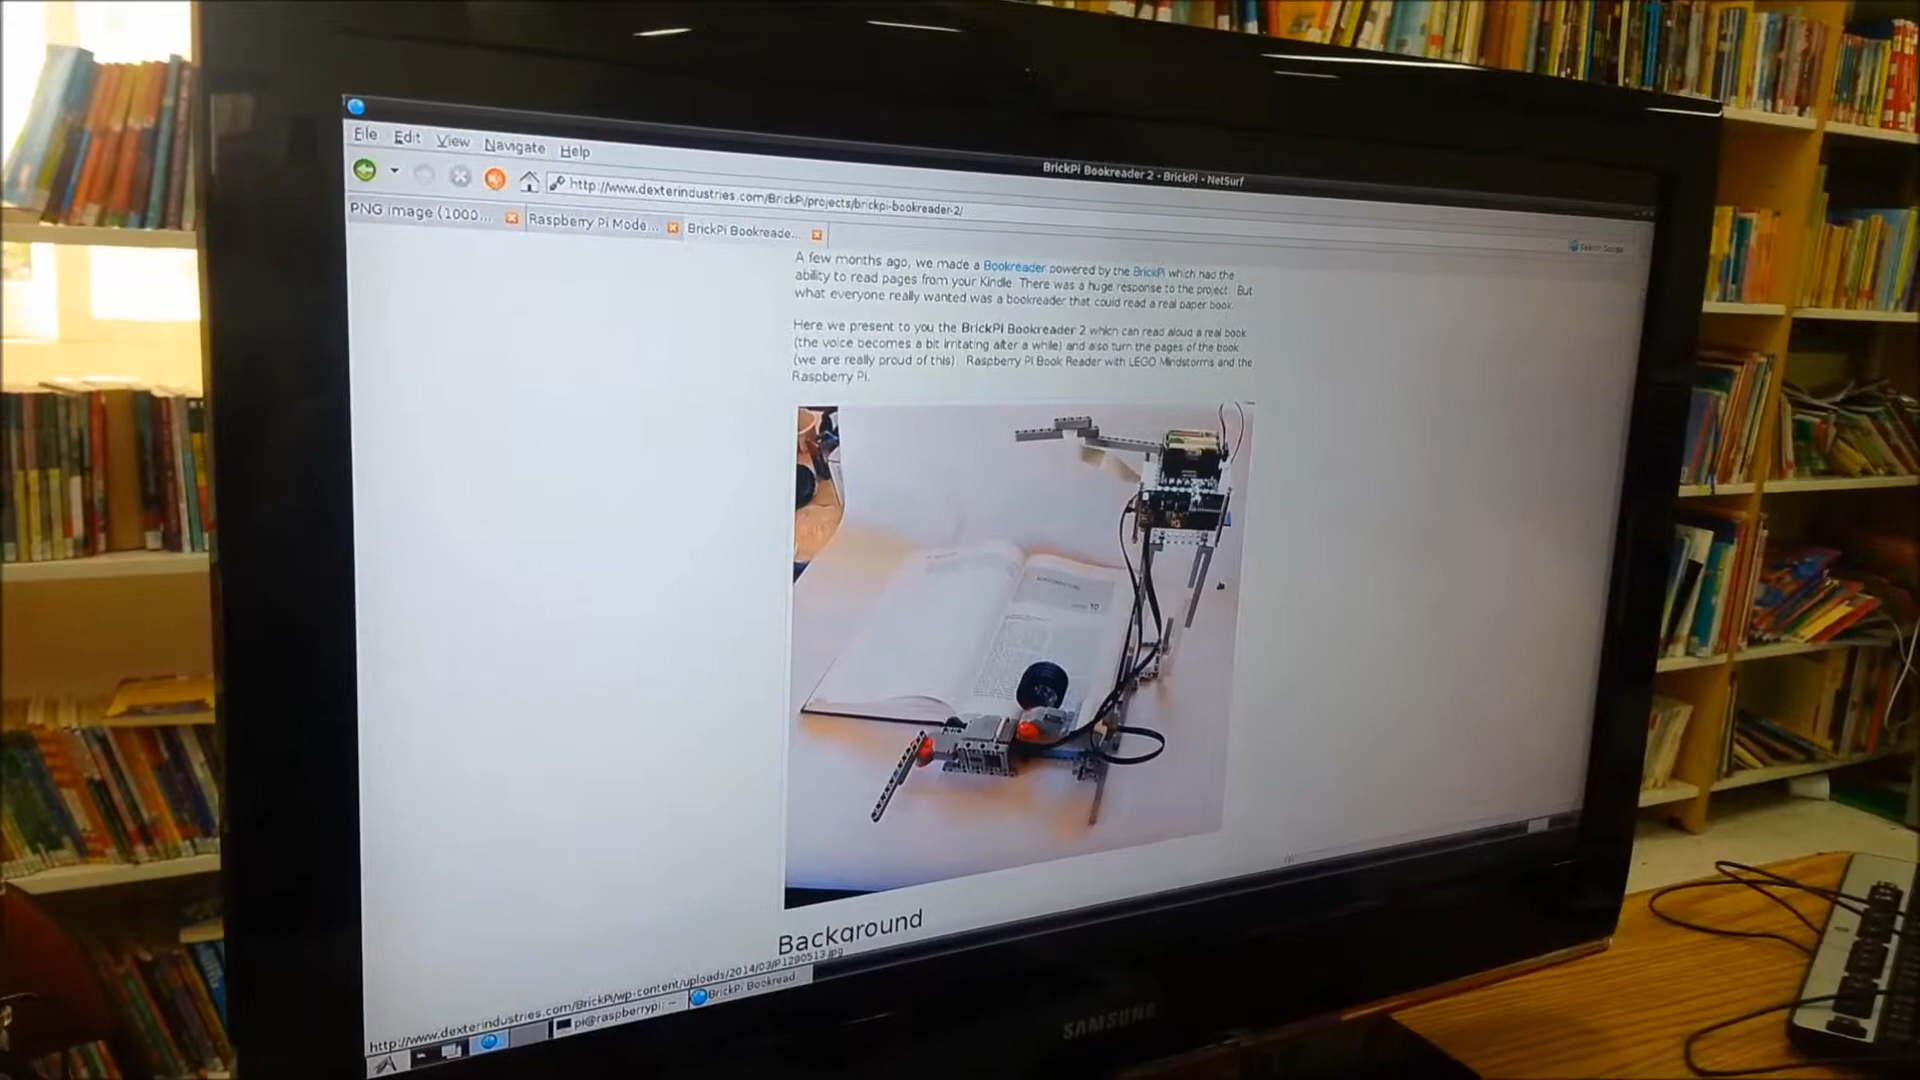 BrickPi Bookreader 2 - BrickPi - NetSurf
File Edit View Navigate Help
http://www.dexterindustries.com/BrickPi/projects/brickpi-bookreader-2/
Search Google
PNG image (1000... Raspberry Pi Mode... BrickPi Bookreade...
A few months ago, we made a Bookreader powered by the BrickPi which had the
ability to read pages from your Kindle. There was a huge response to the project. But
what everyone really wanted was a bookreader that could read a real paper book.
Here we present to you the BrickPi Bookreader 2 which can read aloud a real book
(the voice becomes a bit irritating after a while) and also turn the pages of the book
(we are really proud of this). Raspberry Pi Book Reader with LEGO Mindstorms and the
Raspberry Pi.
10
Background
http://www.dexterindustries.com/BrickPi/wp-content/uploads/2014/03/P1290513.jpg
pi@raspberrypi: ~ BrickPi Bookread
SAMSUNG